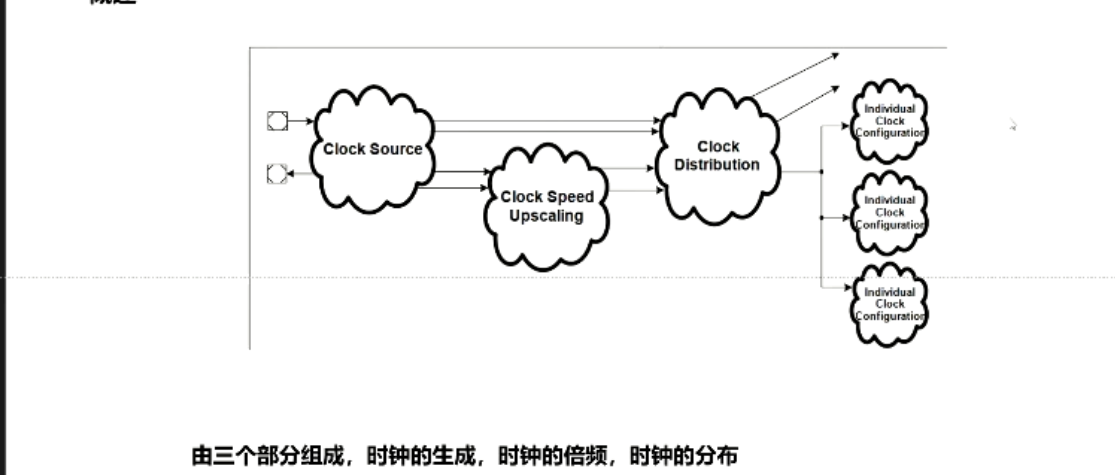 Clock Source
Clock Speed
Upscaling
Clock
Distribution
Individual
Clock
Configuration
Individual
Clock
Configuration
Individual
Clock
Configuration
由三个部分组成，时钟的生成，时钟的倍频，时钟的分布